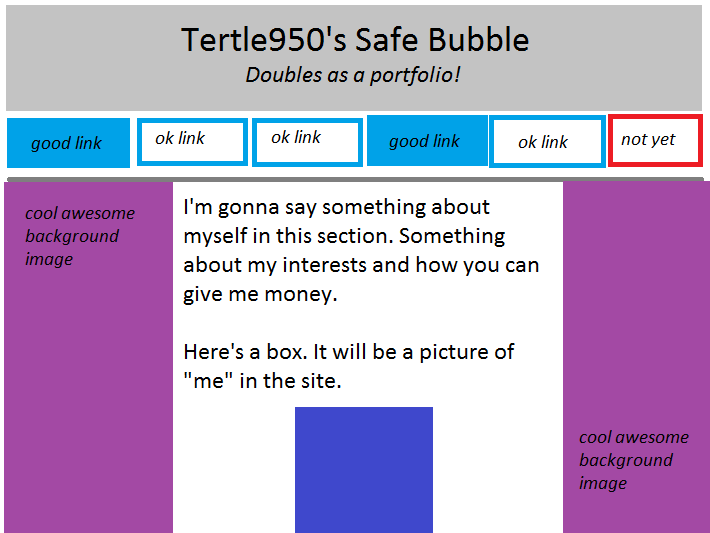 Tertle950's Safe Bubble
Doubles as a portfolio!
good link
ok link
ok link
good link
ok link
not yet
cool awesome
background
image
I'm gonna say something about
myself in this section. Something
about my interests and how you can
give me money.
Here's a box. It will be a picture of
"me" in the site.
cool awesome
background
image